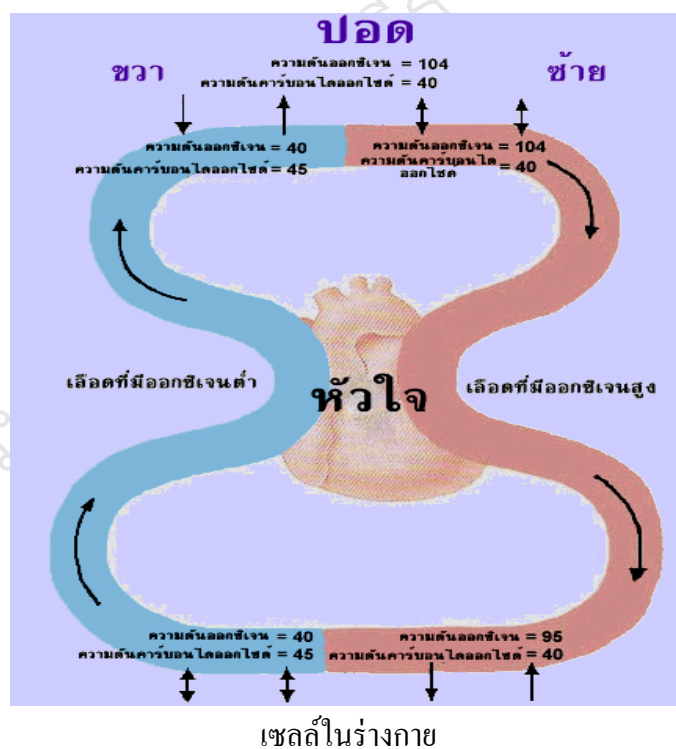 ปอด
ขวา
ความดันออกซิเจน = 104
ความดันคาร์บอนไดออกไซด์ = 40
ซ้าย
ความดันออกซิเจน = 40
ความดันคาร์บอนไดออกไซด์ = 45
ความดันออกซิเจน = 104
ความดันคาร์บอนได
ออกไซด = 40
เลือดที่มีออกซิเจนต่ำ
หัวใจ
เลือดที่มีออกซิเจนสูง
ความดันออกซิเจน = 40
ความดันคาร์บอนไดออกไซด์ = 45
ความดันออกซิเจน = 95
ความดันคาร์บอนไดออกไซด์ = 40
เซลล์ในร่างกาย